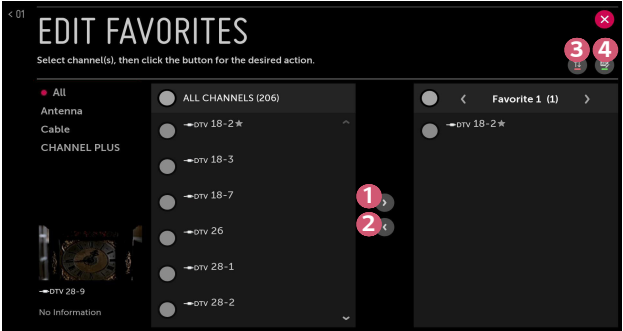 < 01
EDIT FAVORITES
Select channel(s), then click the button for the desired action.
3
4
All
Antenna
Cable
CHANNEL PLUS
DTV 28-9
No Information
ALL CHANNELS (206)
DTV 18-2★
DTV 18-3
DTV 18-7
DTV 26
DTV 28-1
DTV 28-2
1
2
Favorite 1 (1)
DTV 18-2★